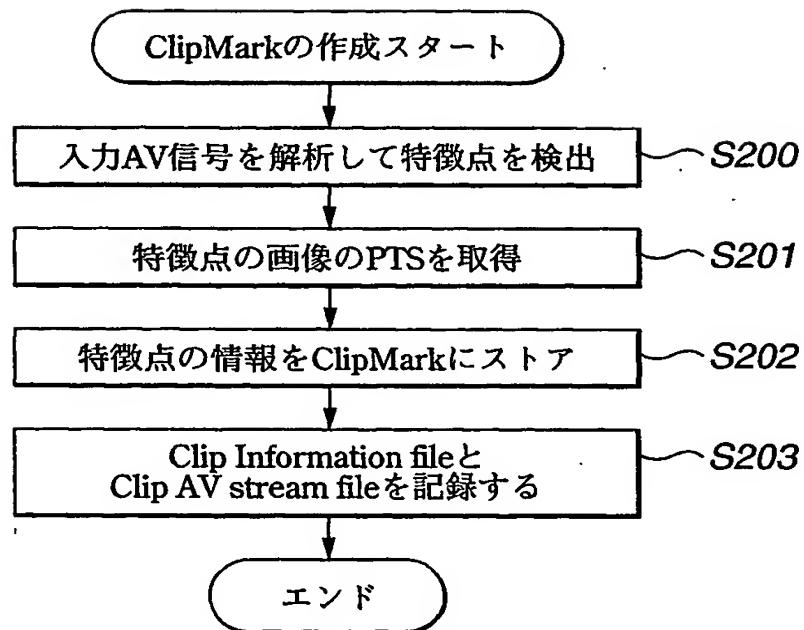 ClipMarkの作成スタート
入力AV信号を解析して特徴点を検出
S200
特徴点の画像のPTSを取得
S201
特徴点の情報をClipMarkにストア
S202
Clip Information fileと
Clip AV stream fileを記録する
S203
エンド